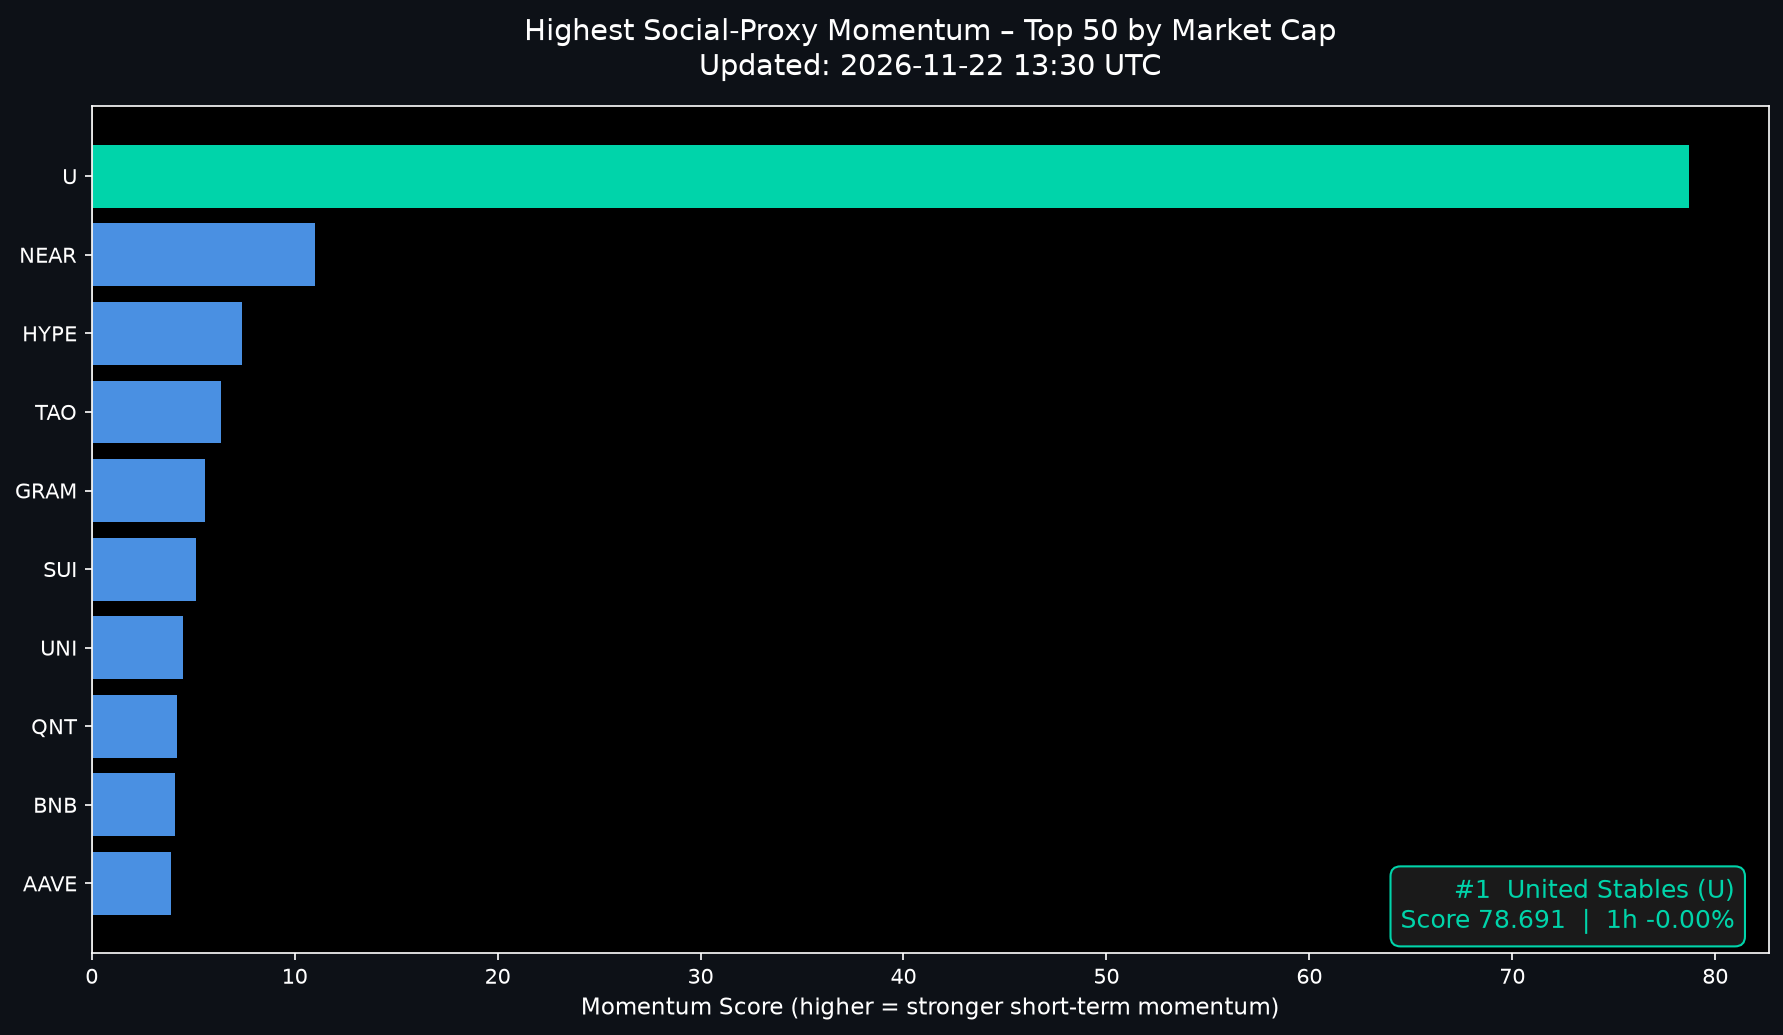 Highest Social-Proxy Momentum – Top 50 by Market Cap
Updated: 2026-11-22 13:30 UTC
U
NEAR
HYPE
TAO
GRAM
SUI
UNI
QNT
BNB
AAVE
#1  United Stables (U)
Score 78.691  |  1h -0.00%
0 10 20 30 40 50 60 70 80
Momentum Score (higher = stronger short-term momentum)